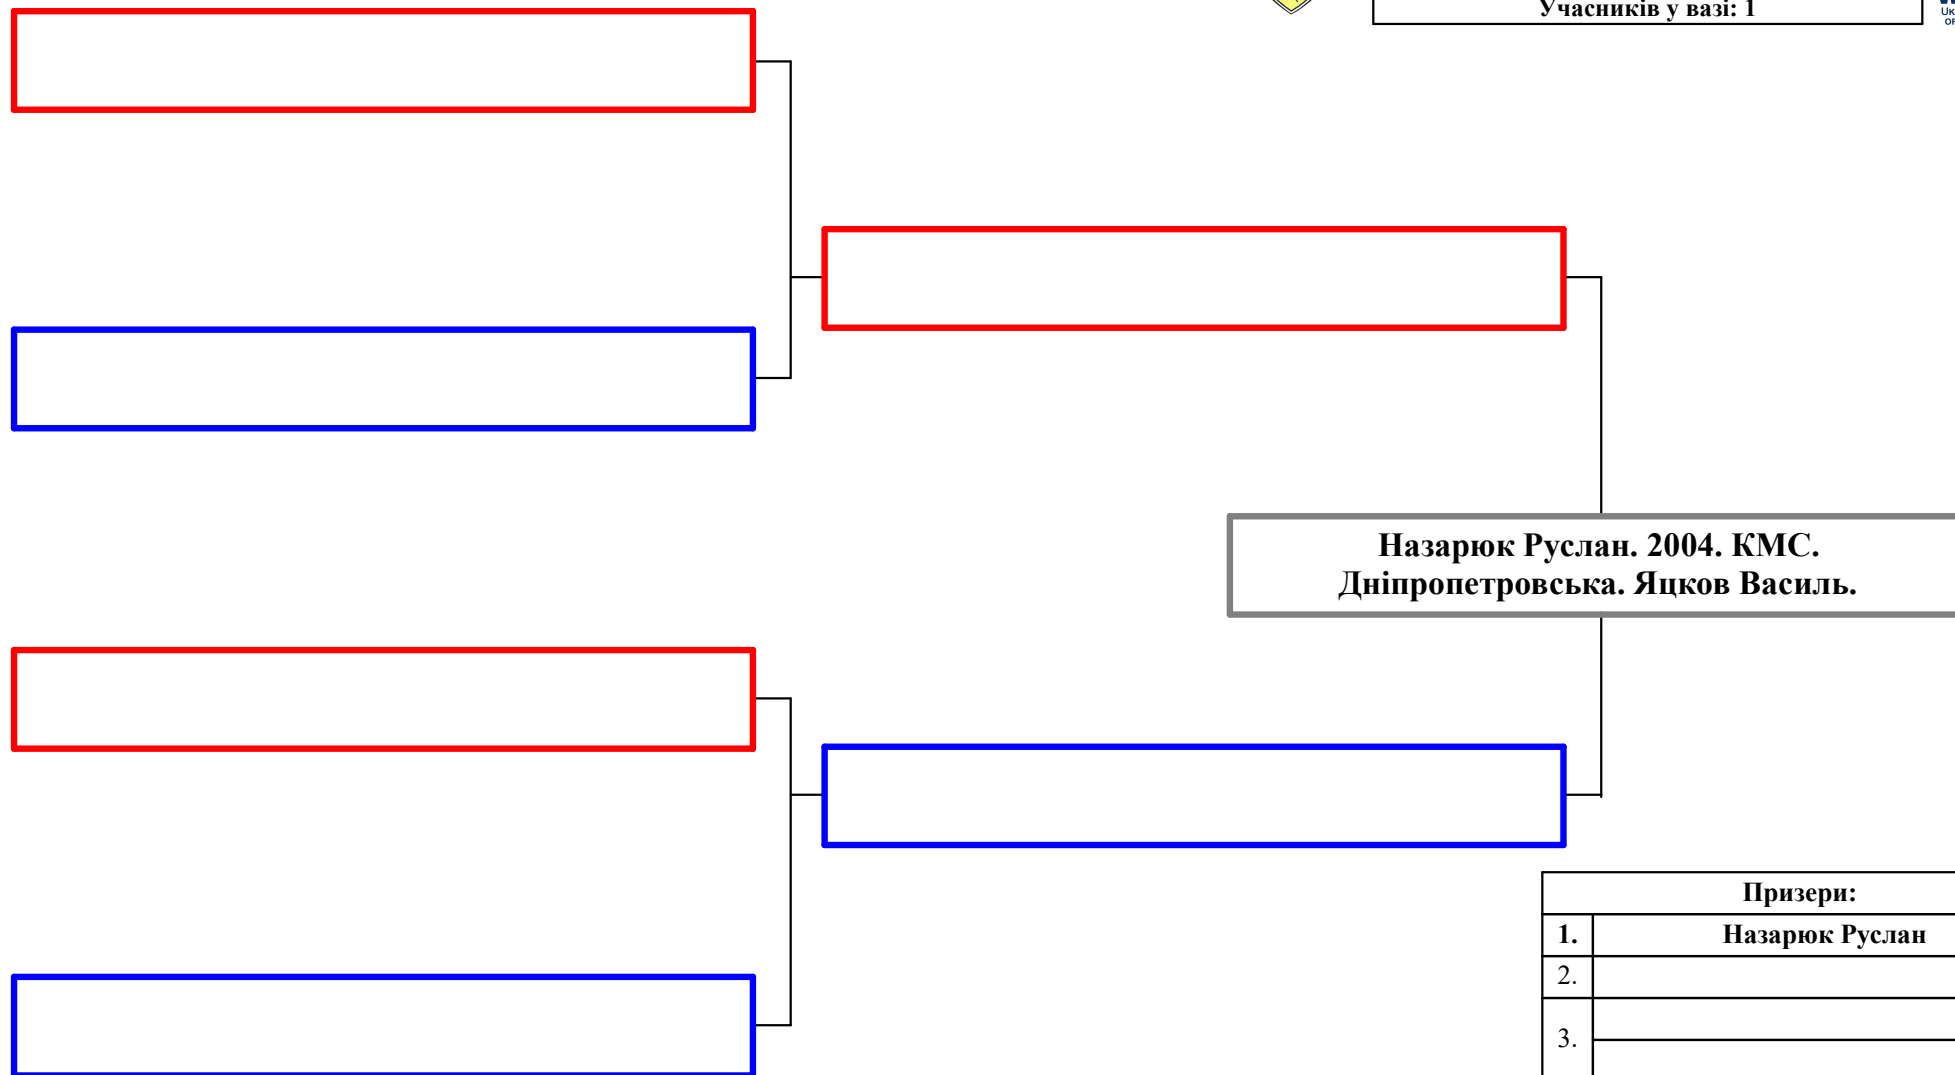 Учасників у вазі: 1
Назарюк Руслан. 2004. КМС.
Дніпропетровська. Яцков Василь.
Призери:
1. Назарюк Руслан
2.
3.